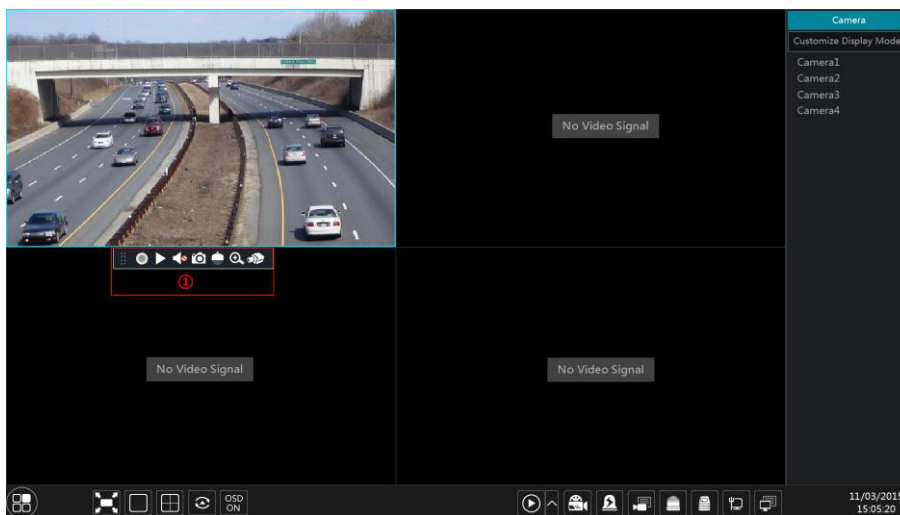 Camera
Customize Display Mode
Camera1
Camera2
Camera3
Camera4
No Video Signal
①
No Video Signal
No Video Signal
OSD
ON
11/03/2015
15:05:20